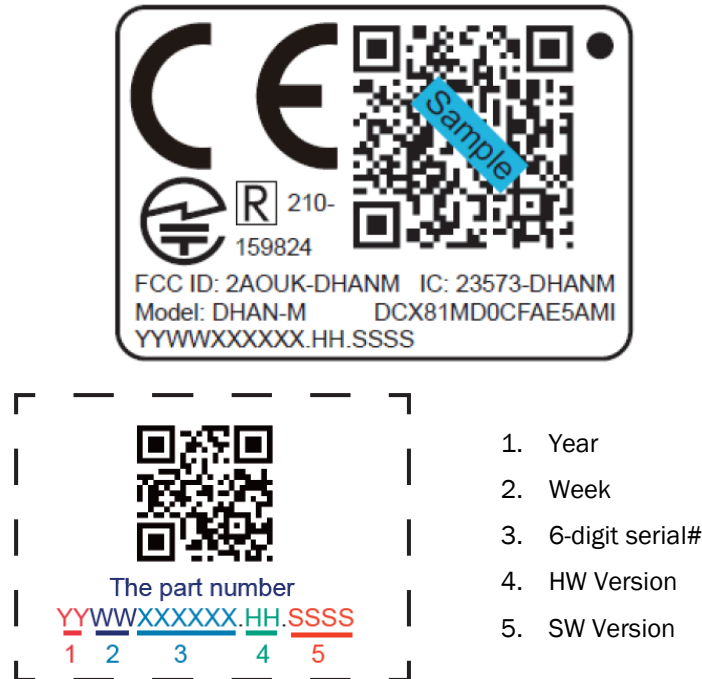 CE
Sample
R 210-
159824
FCC ID: 2AOUK-DHANM IC: 23573-DHANM
Model: DHAN-M DCX81MD0CFAE5AMI
YYWWXXXXXX.HH.SSSS
The part number
YYWWXXXXXX.HH.SSSS
1 2 3 4 5
1. Year
2. Week
3. 6-digit serial#
4. HW Version
5. SW Version